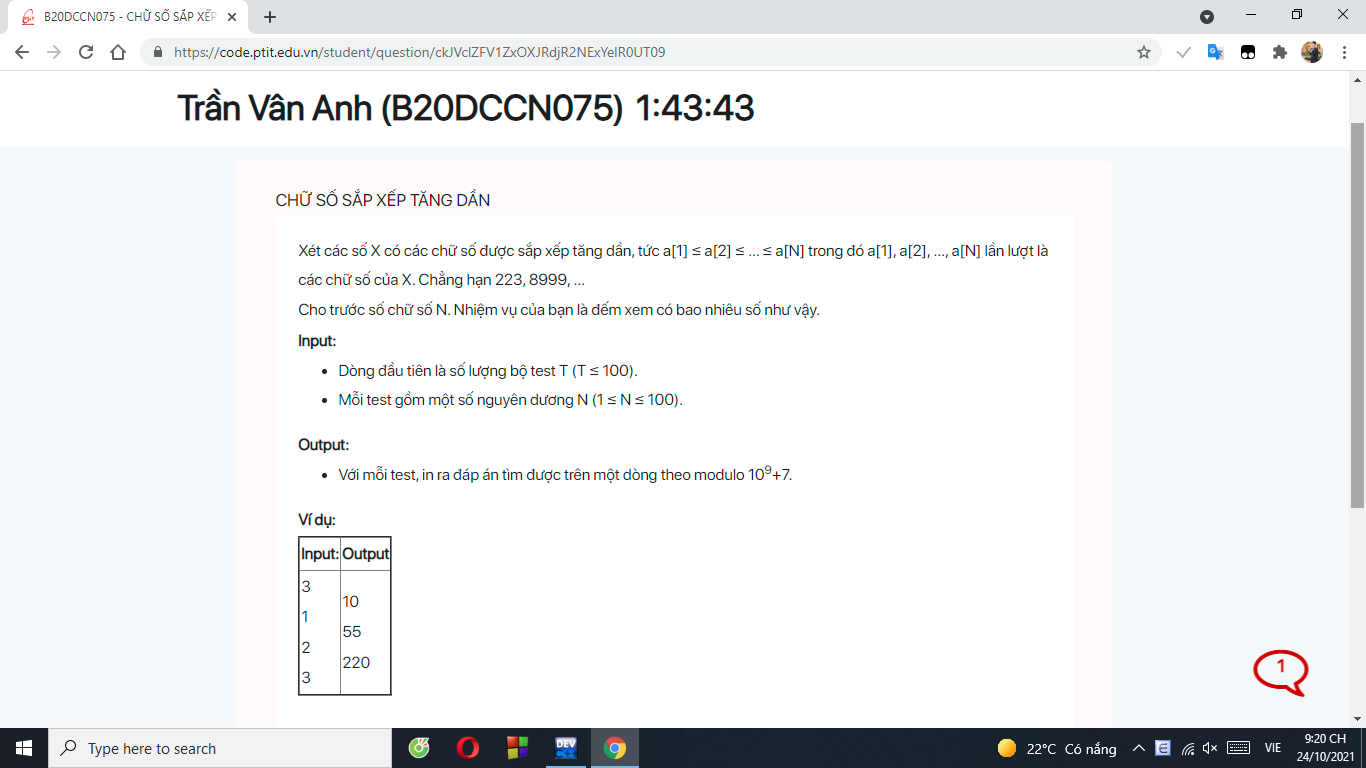 B20DCCN075 - CHỮ SỐ SẮP XẾP
https://code.ptit.edu.vn/student/question/ckJVclZFV1ZxOXJRdjR2NExYelR0UT09
Trần Vân Anh (B20DCCN075) 1:43:43
CHỮ SỐ SẮP XẾP TĂNG DẦN
Xét các số X có các chữ số được sắp xếp tăng dần, tức a[1] ≤ a[2] ≤ ... ≤ a[N] trong đó a[1], a[2], ..., a[N] lần lượt là
các chữ số của X. Chẳng hạn 223, 8999, ...
Cho trước số chữ số N. Nhiệm vụ của bạn là đếm xem có bao nhiêu số như vậy.
Input:
• Dòng đầu tiên là số lượng bộ test T (T ≤ 100).
• Mỗi test gồm một số nguyên dương N (1 ≤ N ≤ 100).
Output:
• Với mỗi test, in ra đáp án tìm được trên một dòng theo modulo 10⁹+7.
Ví dụ:
Input: Output
3
1
2
3
10
55
220
1
Type here to search
DEV
22°C Có nắng
VIE
9:20 CH
24/10/2021